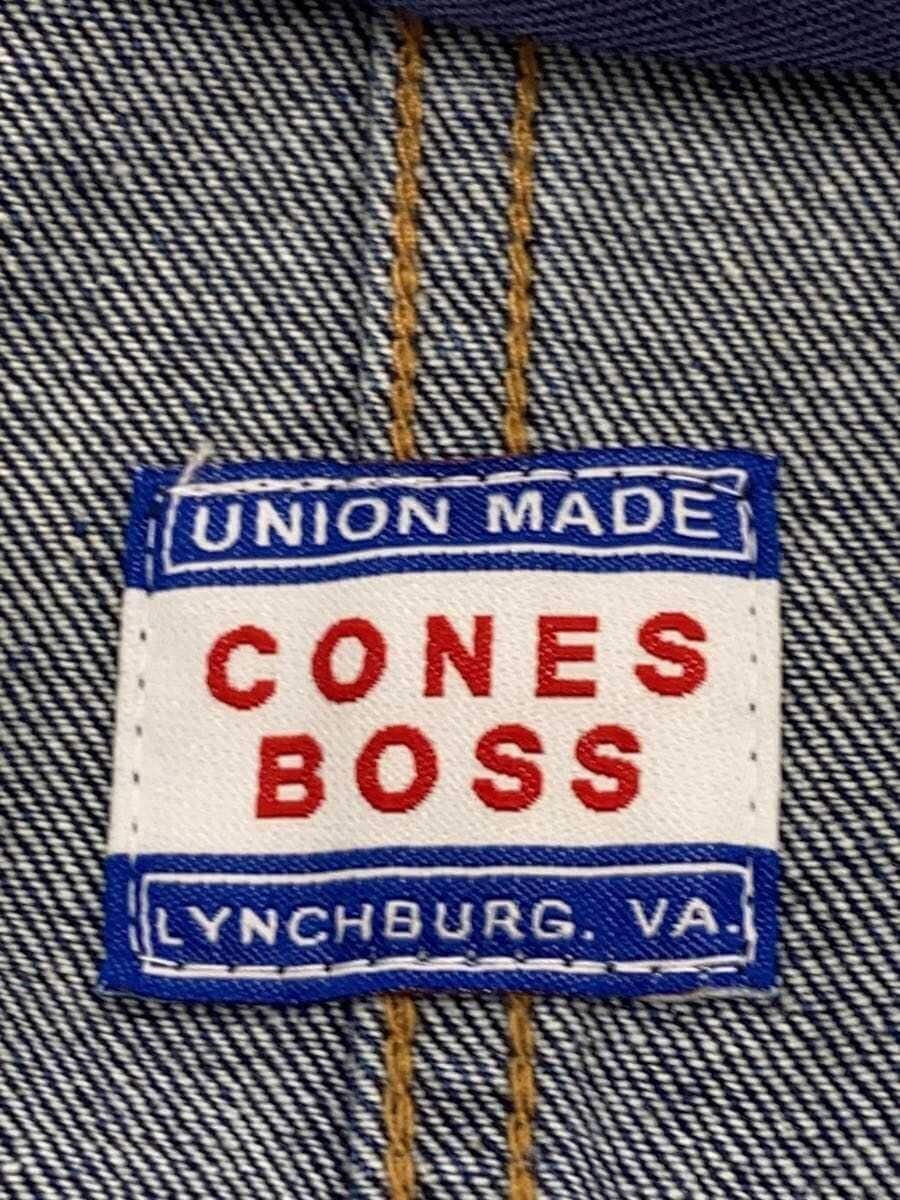 UNION MADE
CONES
BOSS
LYNCHBURG. VA.